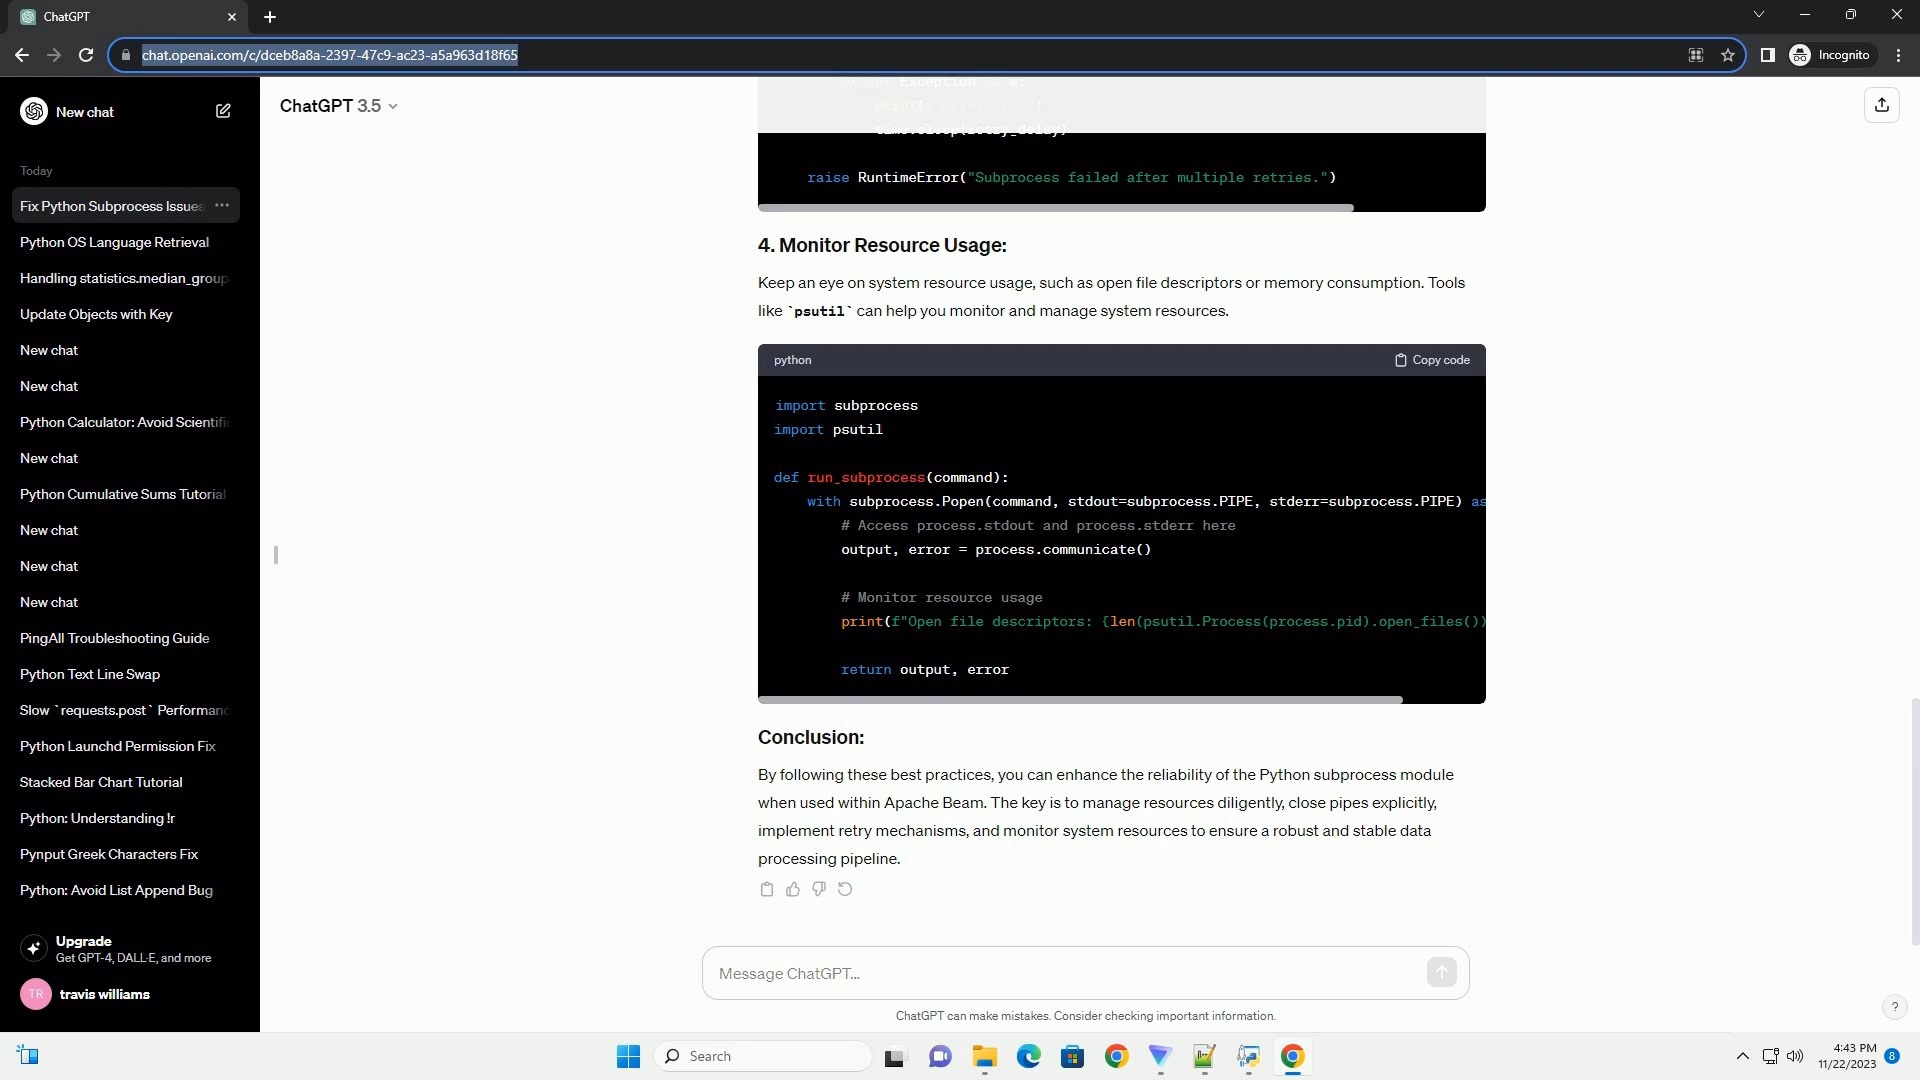 ChatGPT
chat.openai.com/c/dceb8a8a-2397-47c9-ac23-a5a963d18f65
Incognito
New chat
Today
Fix Python Subprocess Issues
Python OS Language Retrieval
Handling statistics.median_group
Update Objects with Key
New chat
New chat
Python Calculator: Avoid Scientific
New chat
Python Cumulative Sums Tutorial
New chat
New chat
New chat
PingAll Troubleshooting Guide
Python Text Line Swap
Slow `requests.post` Performanc
Python Launchd Permission Fix
Stacked Bar Chart Tutorial
Python: Understanding !r
Pynput Greek Characters Fix
Python: Avoid List Append Bug
Upgrade
Get GPT-4, DALL·E, and more
TR
travis williams
ChatGPT 3.5
Exception as e:
time.sleep(retry_delay)
raise RuntimeError("Subprocess failed after multiple retries.")
4. Monitor Resource Usage:
Keep an eye on system resource usage, such as open file descriptors or memory consumption. Tools
like `psutil` can help you monitor and manage system resources.
python
Copy code
import subprocess
import psutil
def run_subprocess(command):
with subprocess.Popen(command, stdout=subprocess.PIPE, stderr=subprocess.PIPE) as
# Access process.stdout and process.stderr here
output, error = process.communicate()
# Monitor resource usage
print(f"Open file descriptors: {len(psutil.Process(process.pid).open_files())
return output, error
Conclusion:
By following these best practices, you can enhance the reliability of the Python subprocess module
when used within Apache Beam. The key is to manage resources diligently, close pipes explicitly,
implement retry mechanisms, and monitor system resources to ensure a robust and stable data
processing pipeline.
Message ChatGPT...
ChatGPT can make mistakes. Consider checking important information.
?
Search
4:43 PM
11/22/2023
8